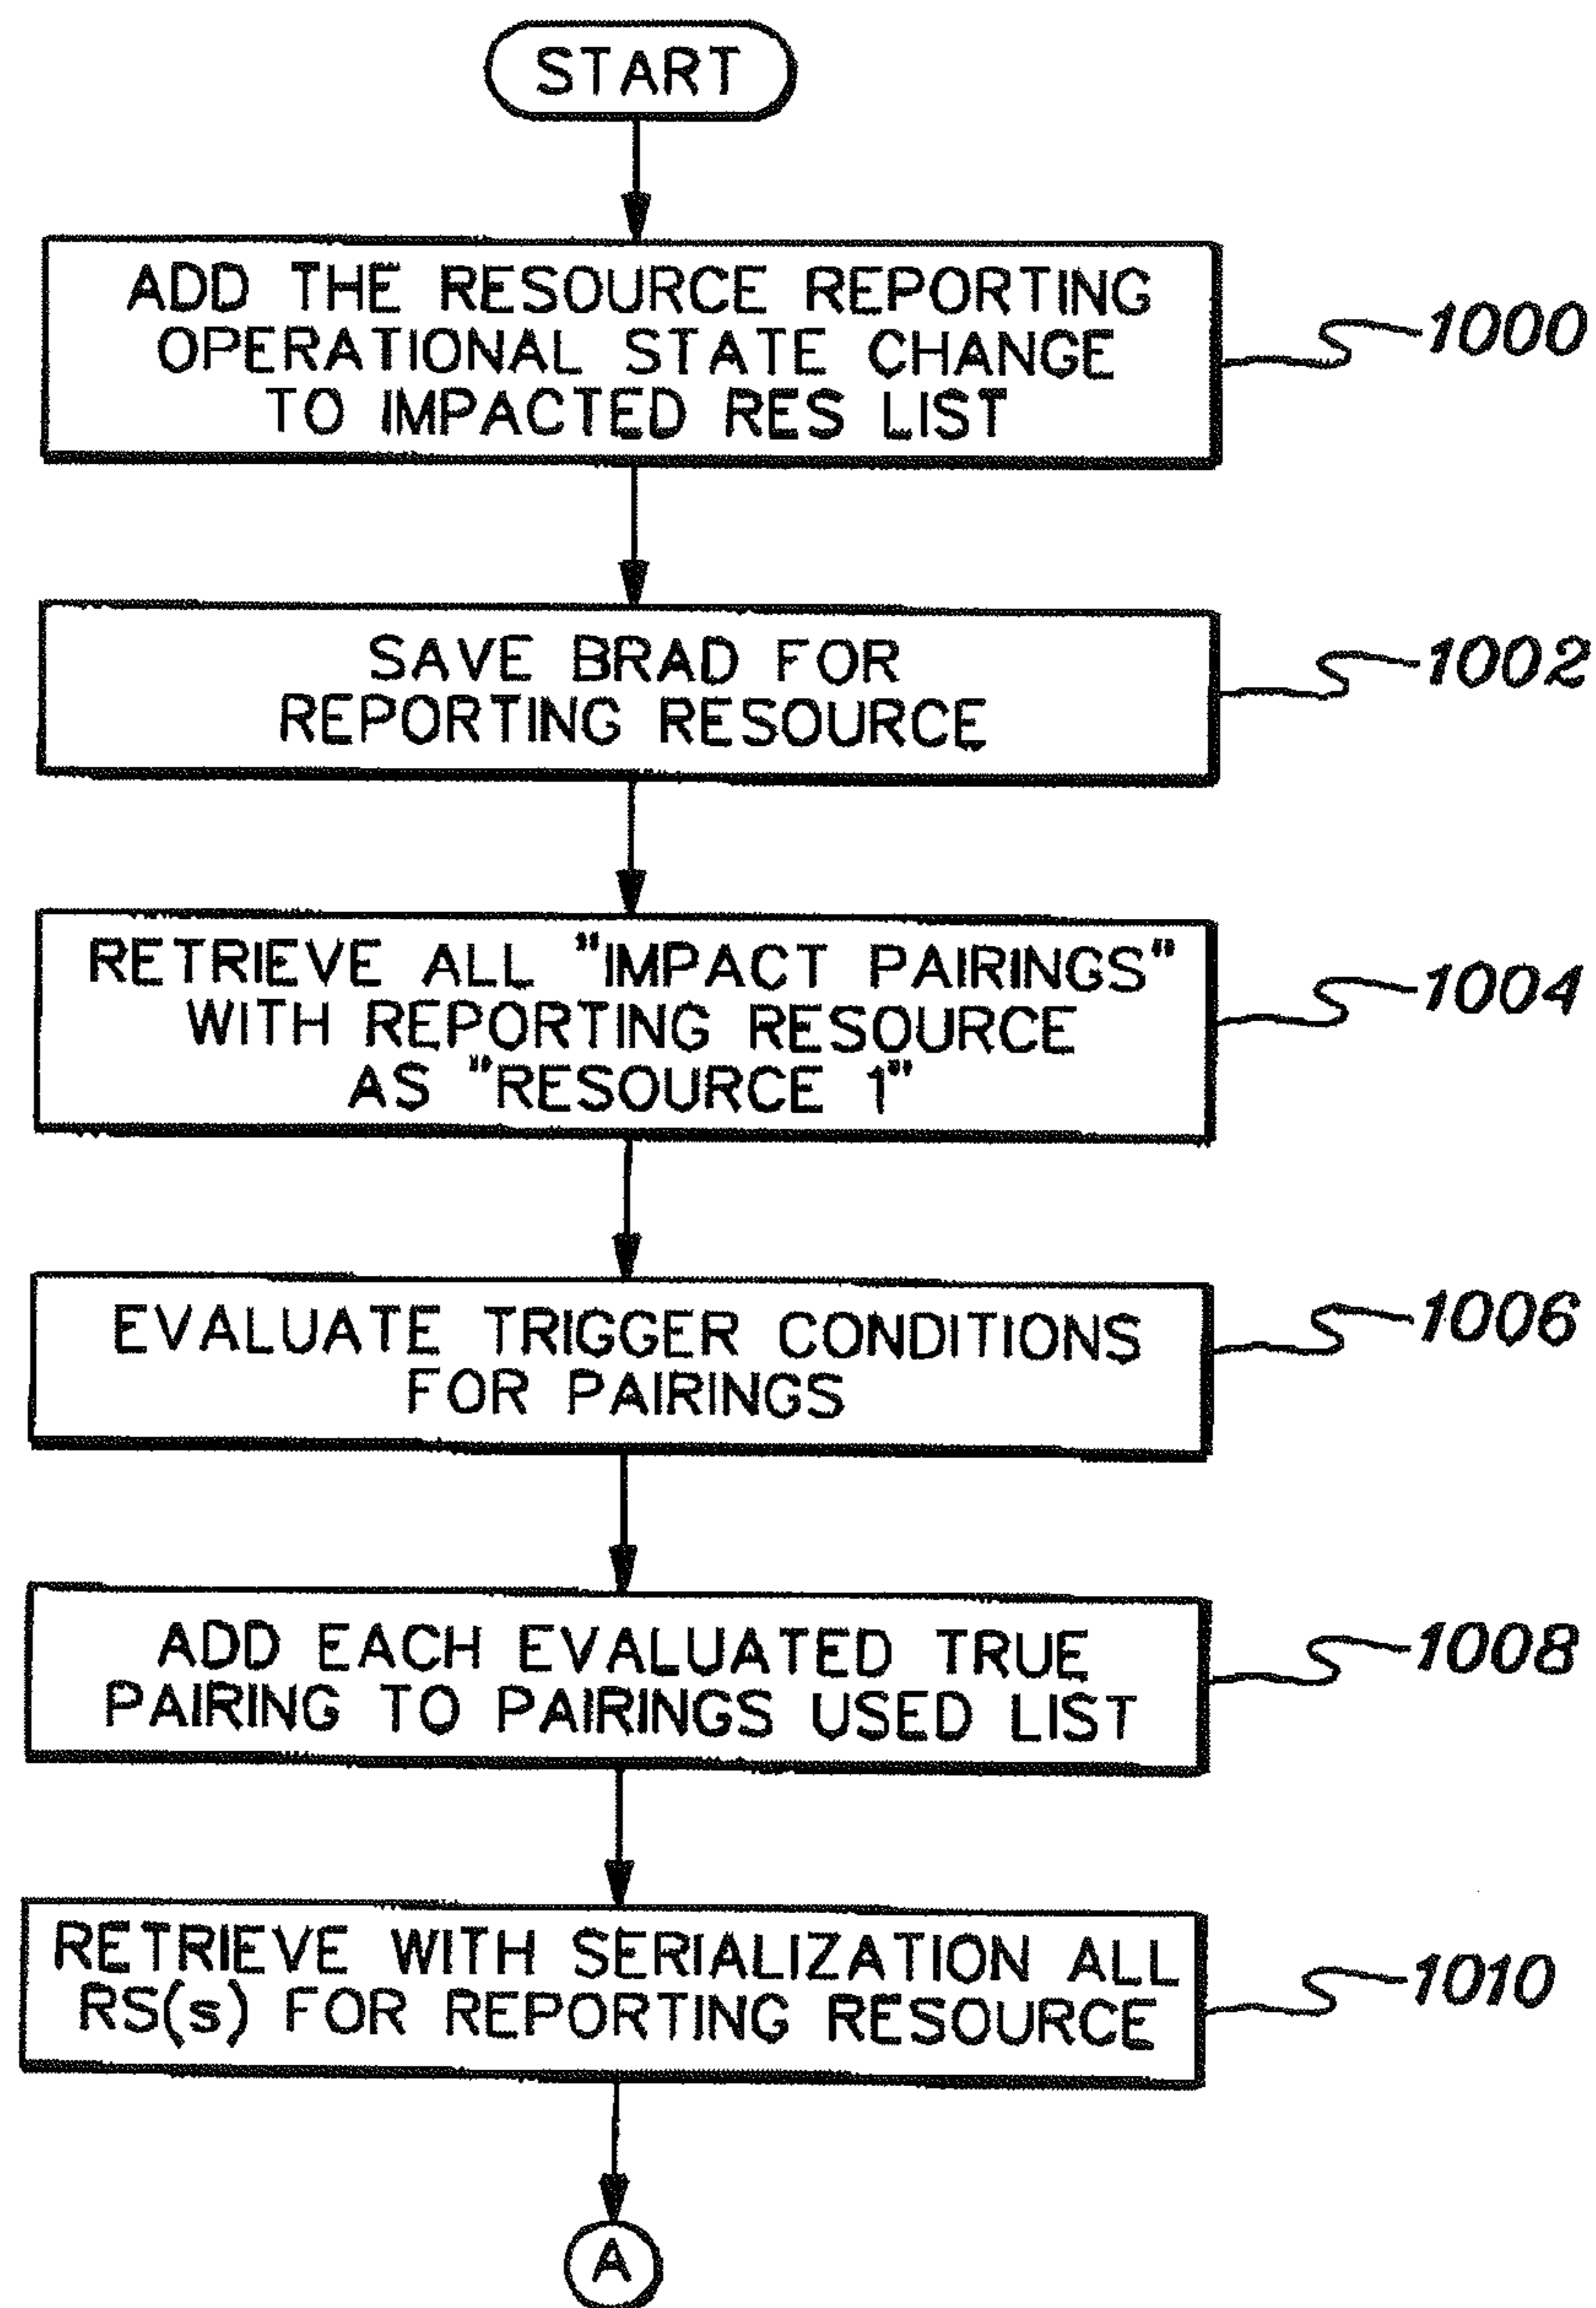 START
ADD THE RESOURCE REPORTING
OPERATIONAL STATE CHANGE
TO IMPACTED RES LIST
1000
SAVE BRAD FOR
REPORTING RESOURCE
1002
RETRIEVE ALL "IMPACT PAIRINGS"
WITH REPORTING RESOURCE
AS "RESOURCE 1"
1004
EVALUATE TRIGGER CONDITIONS
FOR PAIRINGS
1006
ADD EACH EVALUATED TRUE
PAIRING TO PAIRINGS USED LIST
1008
RETRIEVE WITH SERIALIZATION ALL
RS(s) FOR REPORTING RESOURCE
1010
A